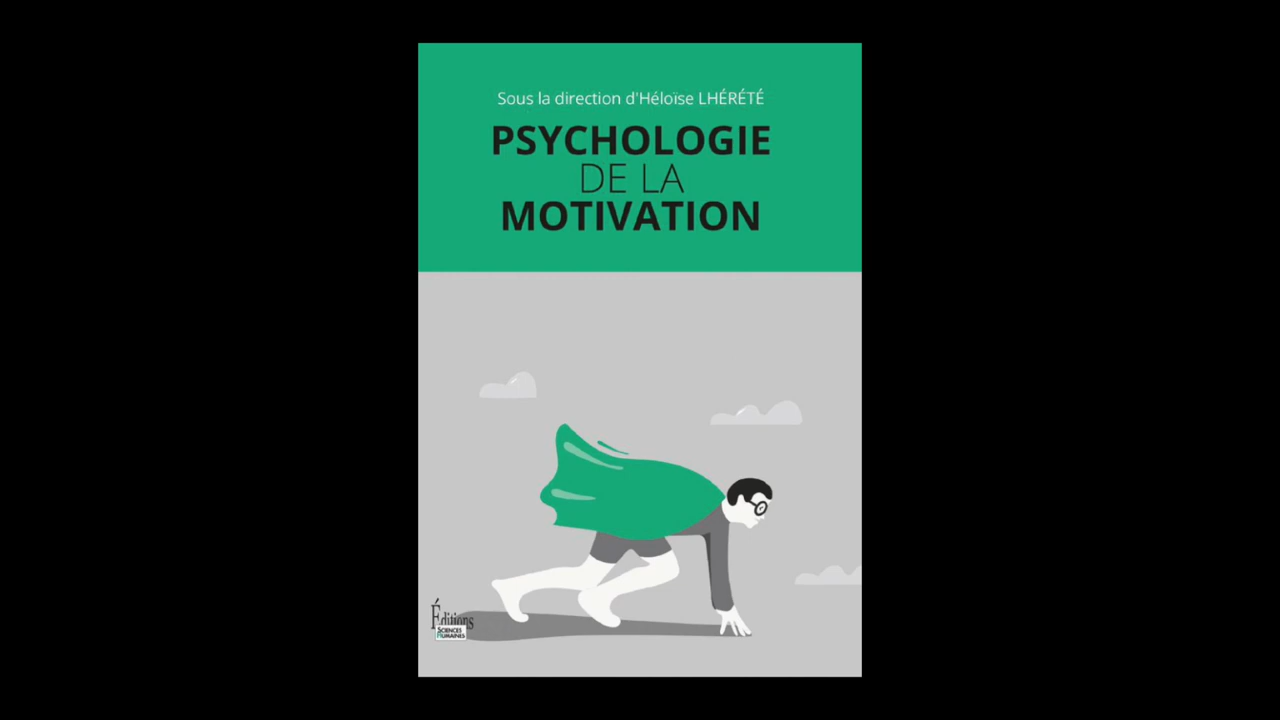 Sous la direction d'Héloïse LHÉRÉTÉ
PSYCHOLOGIE
DE LA
MOTIVATION
Éditions
SCIENCES
HUMAINES